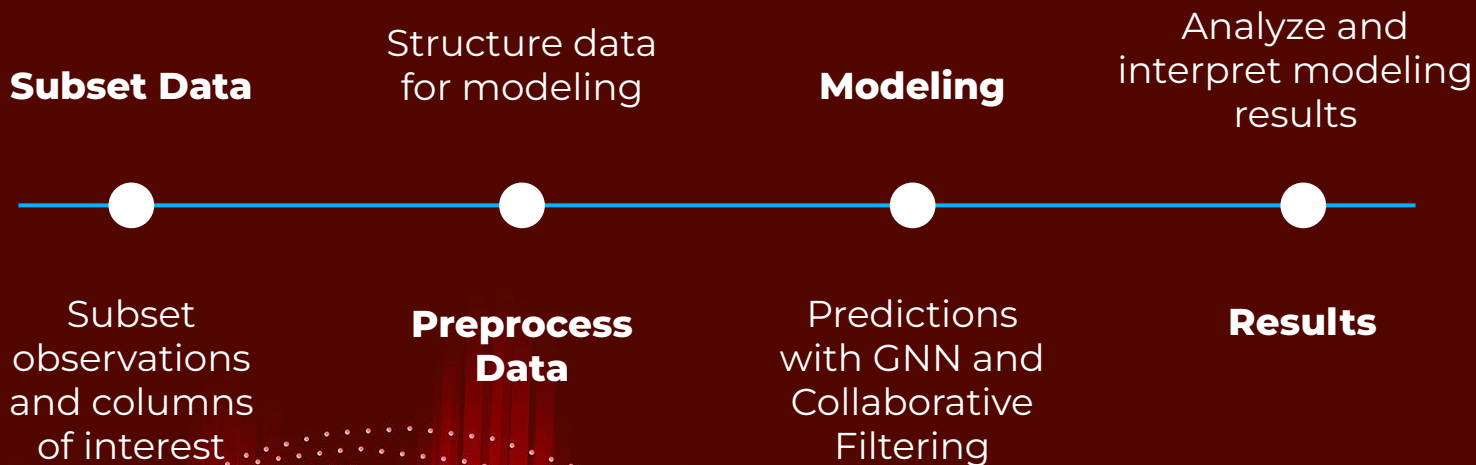 Subset Data
Subset
observations
and columns
of interest
Structure data
for modeling
Preprocess
Data
Modeling
Predictions
with GNN and
Collaborative
Filtering
Analyze and
interpret modeling
results
Results